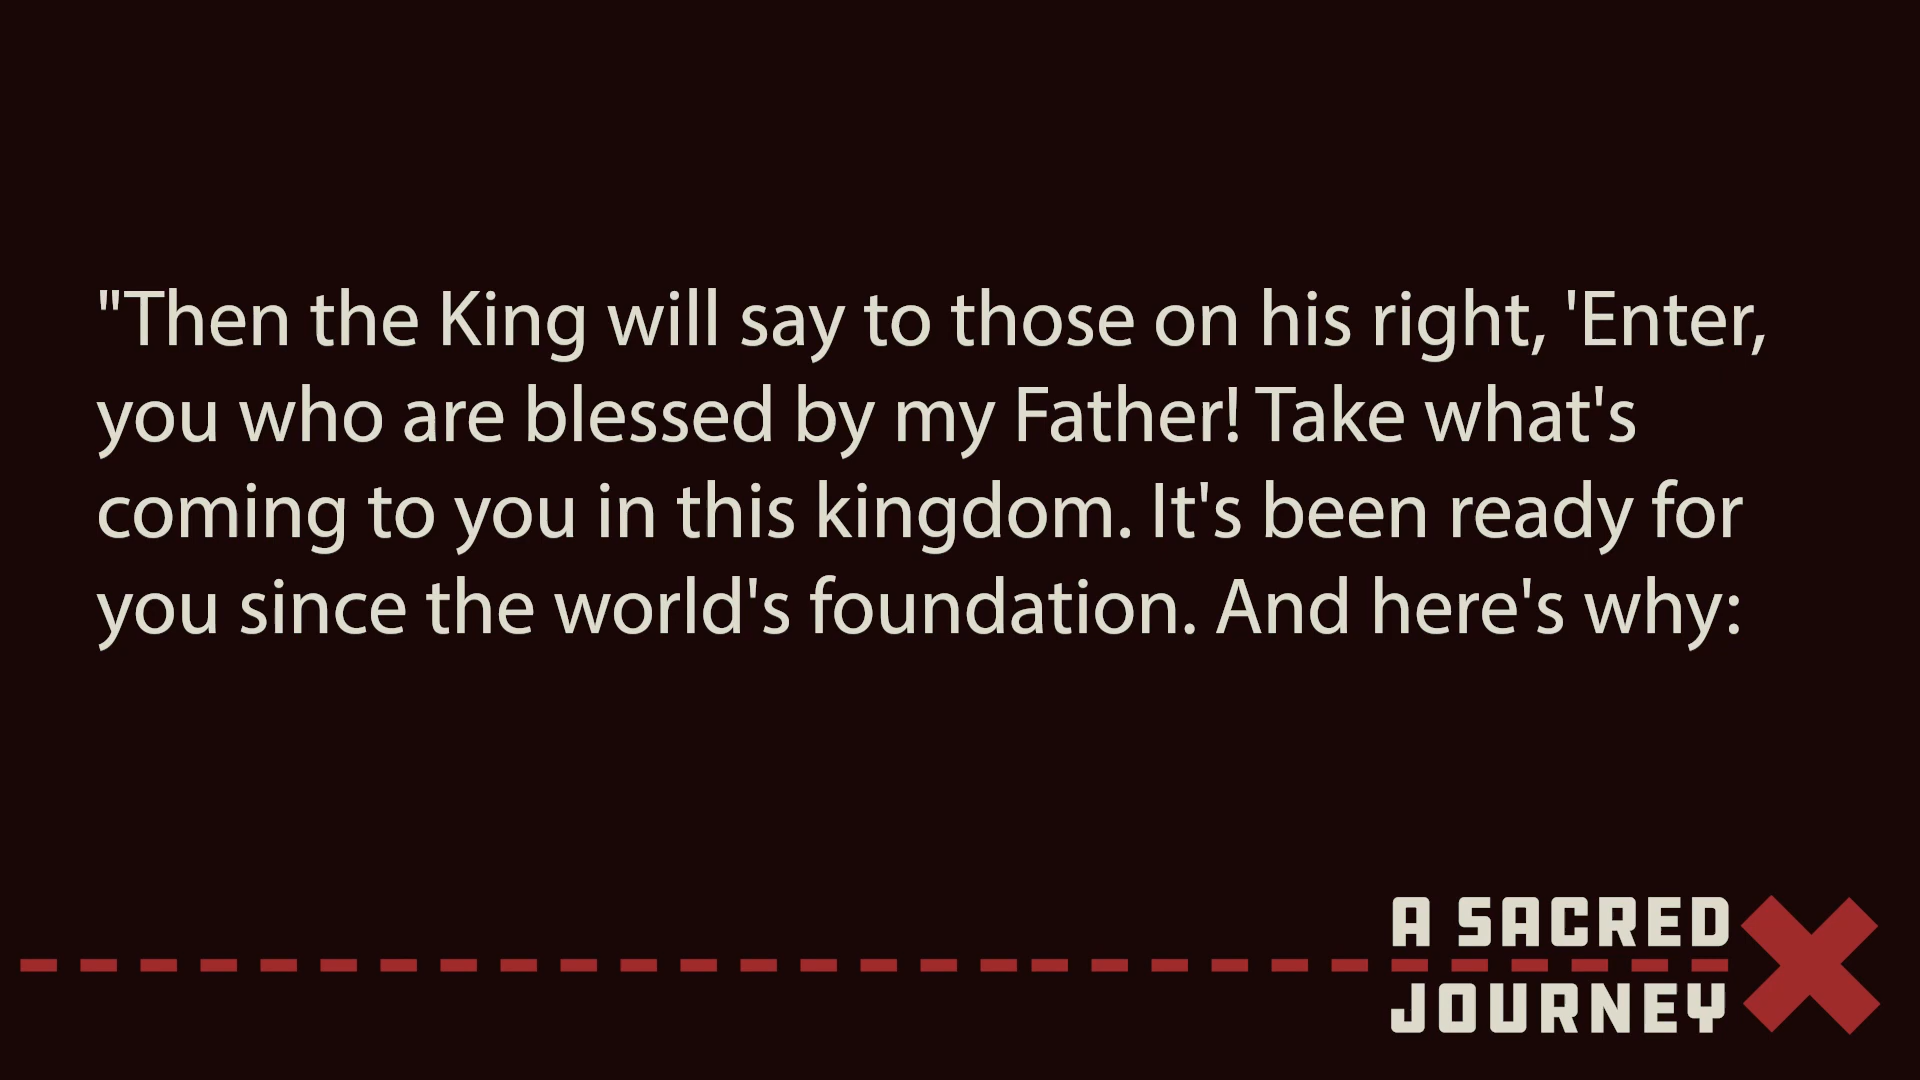 "Then the King will say to those on his right, 'Enter,
you who are blessed by my Father! Take what's
coming to you in this kingdom. It's been ready for
you since the world's foundation. And here's why:
A SACRED
JOURNEY